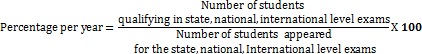 Number of students
qualifying in state, national, international level exams
Percentage per year = X 100
Number of students appeared
for the state, national, International level exams